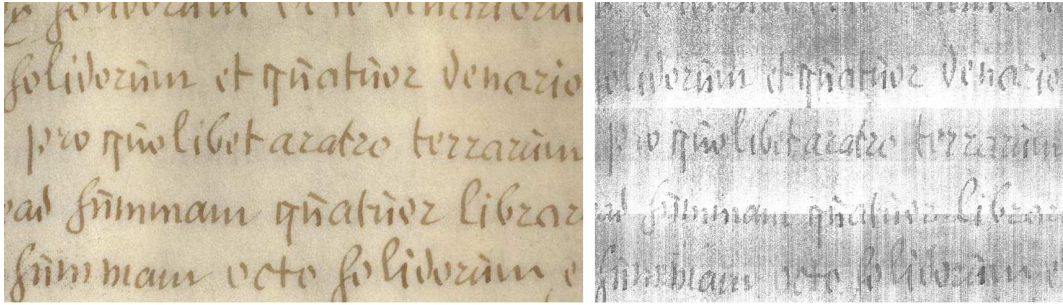 solidorum et quatuor denario
pro quolibet aratro terrarum
ad summam quatuor librar
summam octo solidorum e
olidorum et quatuor denario
pro quolibet aratro terrarum
ad summam quatuor librar
summam octo solidorum